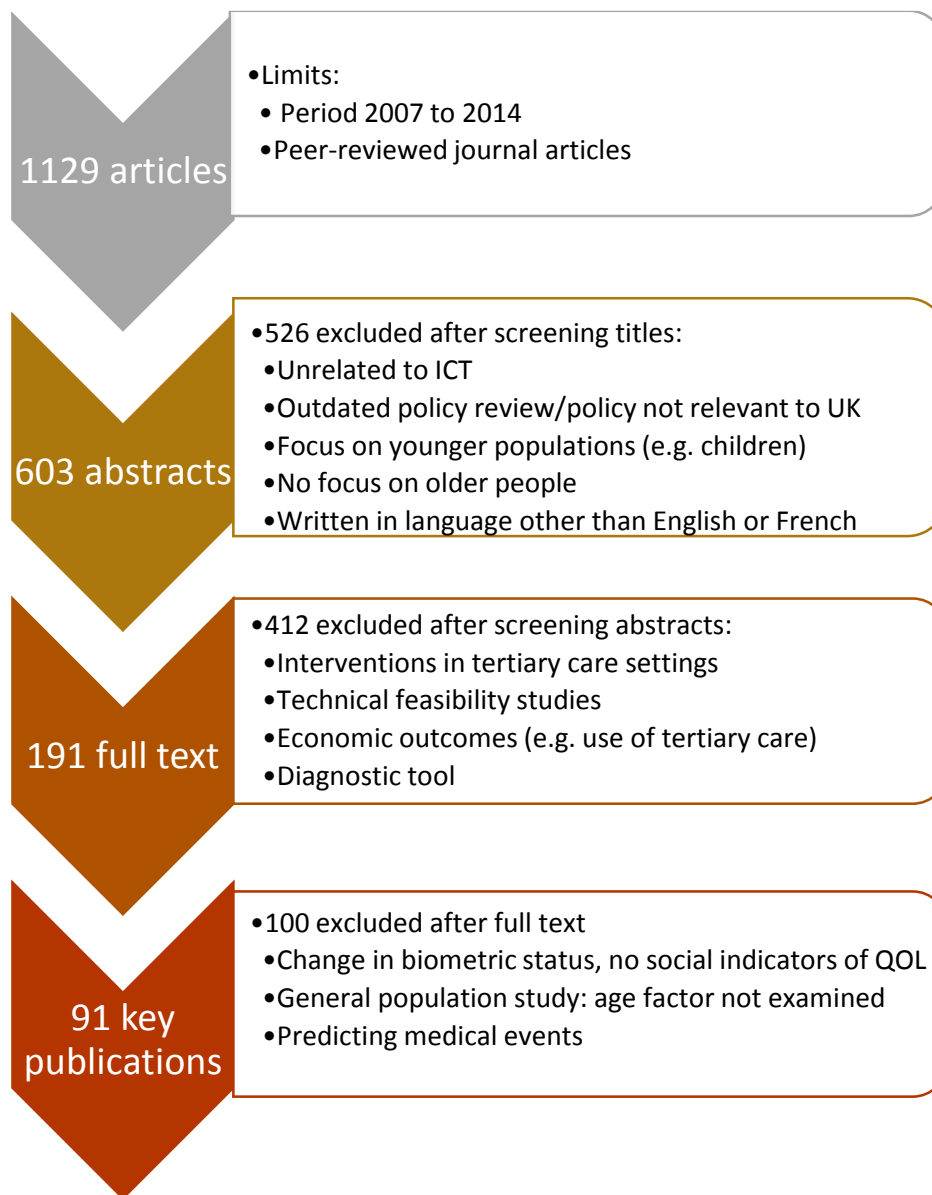 1129 articles
•Limits:
• Period 2007 to 2014
•Peer-reviewed journal articles
603 abstracts
•526 excluded after screening titles:
•Unrelated to ICT
•Outdated policy review/policy not relevant to UK
•Focus on younger populations (e.g. children)
•No focus on older people
•Written in language other than English or French
191 full text
•412 excluded after screening abstracts:
•Interventions in tertiary care settings
•Technical feasibility studies
•Economic outcomes (e.g. use of tertiary care)
•Diagnostic tool
91 key
publications
•100 excluded after full text
•Change in biometric status, no social indicators of QOL
•General population study: age factor not examined
•Predicting medical events